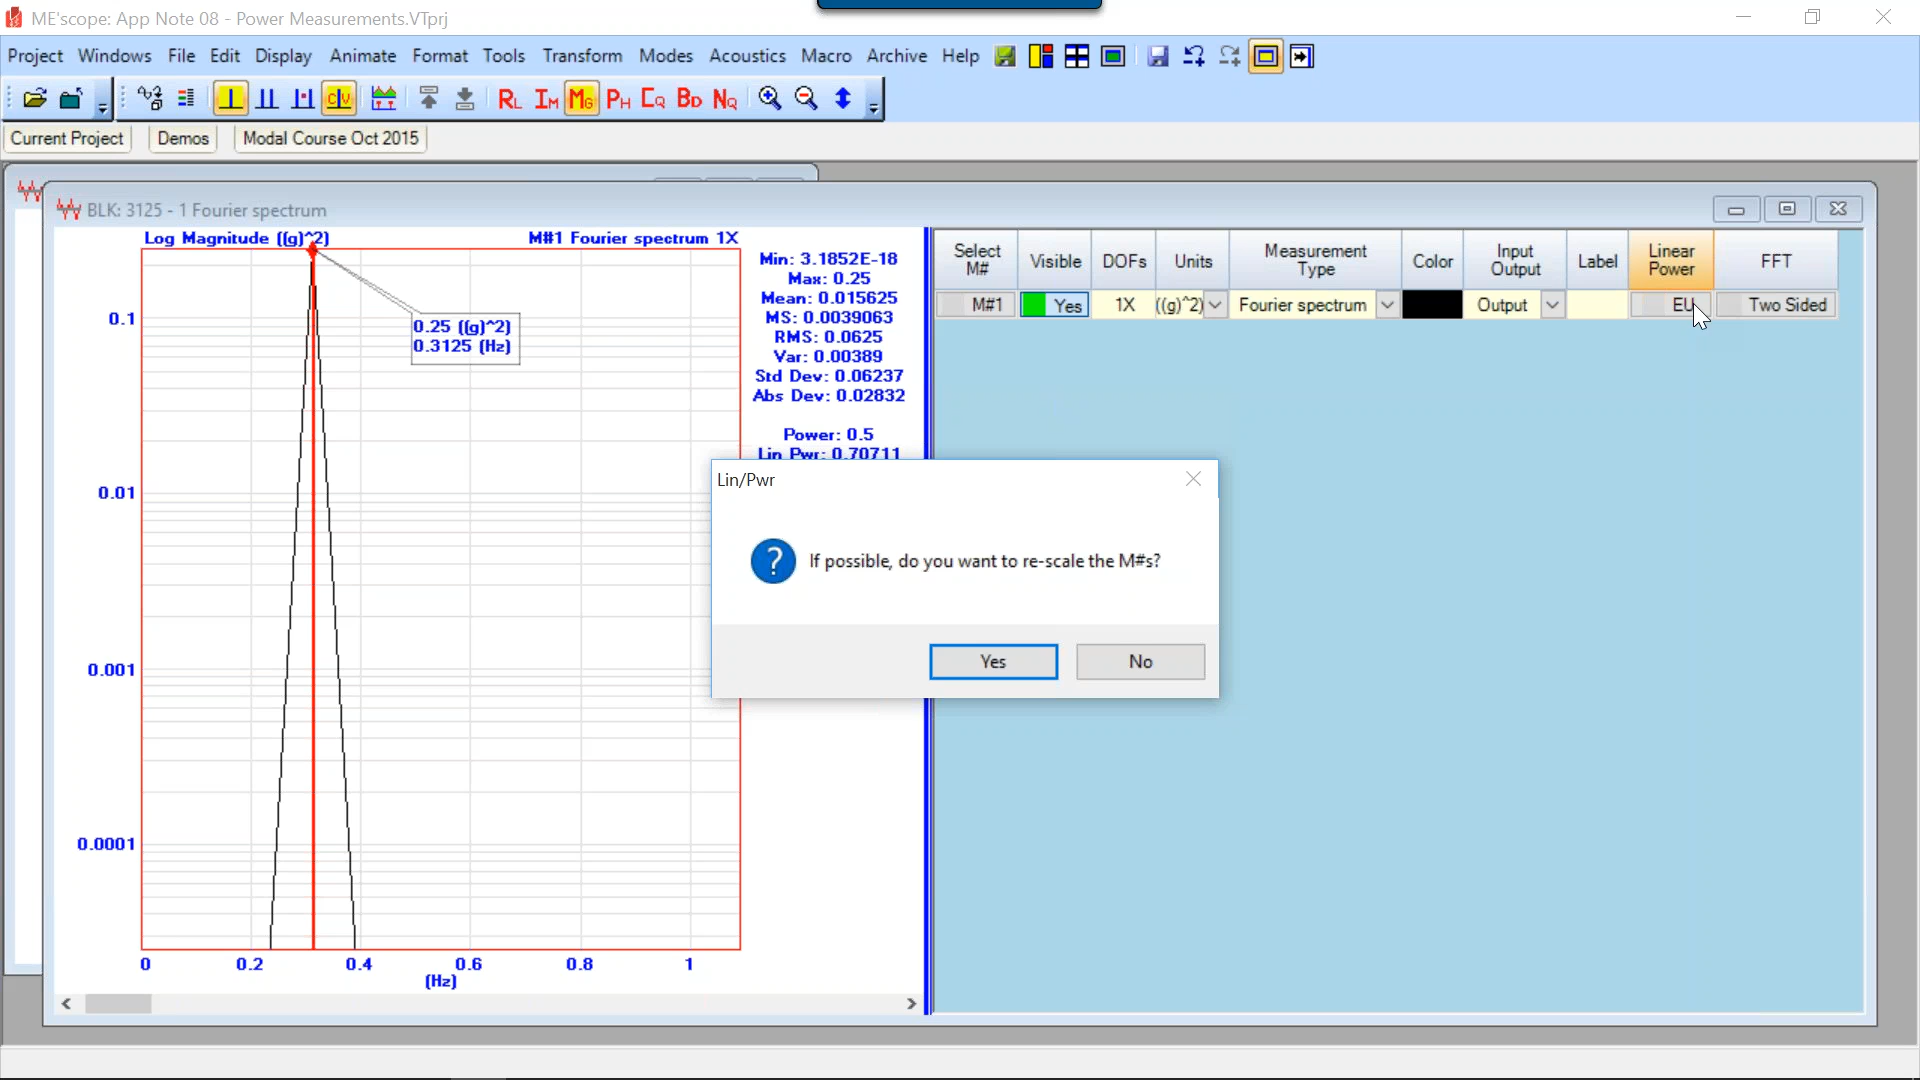 ME'scope: App Note 08 - Power Measurements.VTprj
Project Windows File Edit Display Animate Format Tools Transform Modes Acoustics Macro Archive Help
RL IM MG PH CQ BD NQ
Current Project Demos Modal Course Oct 2015
BLK: 3125 - 1 Fourier spectrum
Log Magnitude ((g)^2) M#1 Fourier spectrum 1X
0.25 ((g)^2)
0.3125 (Hz)
0.1
0.01
0.001
0.0001
0 0.2 0.4 0.6 0.8 1
(Hz)
Min: 3.1852E-18
Max: 0.25
Mean: 0.015625
MS: 0.0039063
RMS: 0.0625
Var: 0.00389
Std Dev: 0.06237
Abs Dev: 0.02832
Power: 0.5
Lin Pwr: 0.70711
Select M# Visible DOFs Units Measurement Type Color Input Output Label Linear Power FFT
M#1 Yes 1X ((g)^2) Fourier spectrum Output EU Two Sided
Lin/Pwr
If possible, do you want to re-scale the M#s?
Yes No